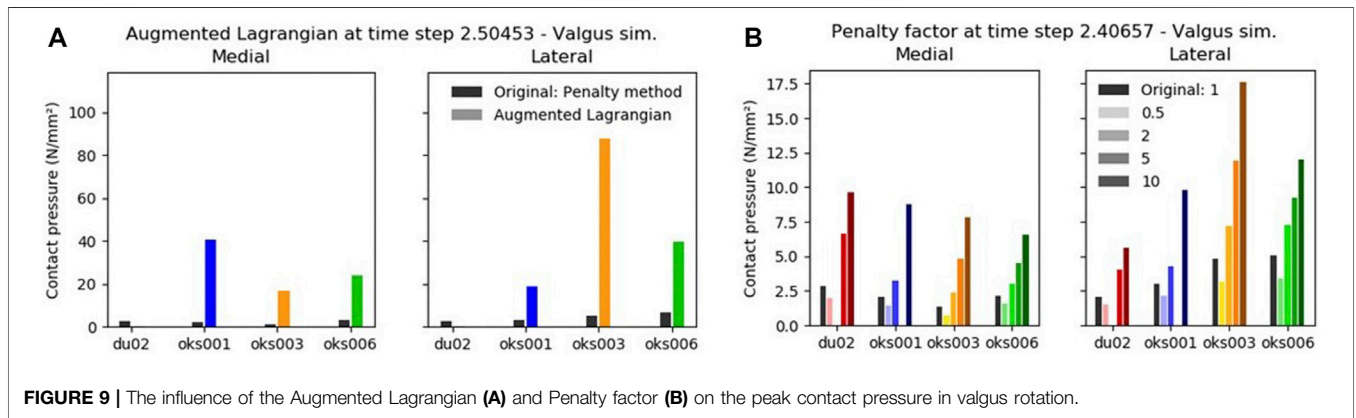 A
Augmented Lagrangian at time step 2.50453 - Valgus sim.
Medial
Lateral
Contact pressure (N/mm²)
100
80
60
40
20
0
du02 oks001 oks003 oks006
Original: Penalty method
Augmented Lagrangian
du02 oks001 oks003 oks006
B
Penalty factor at time step 2.40657 - Valgus sim.
Medial
Lateral
Contact pressure (N/mm²)
17.5
15.0
12.5
10.0
7.5
5.0
2.5
0.0
du02 oks001 oks003 oks006
Original: 1
0.5
2
5
10
du02 oks001 oks003 oks006
FIGURE 9 | The influence of the Augmented Lagrangian (A) and Penalty factor (B) on the peak contact pressure in valgus rotation.